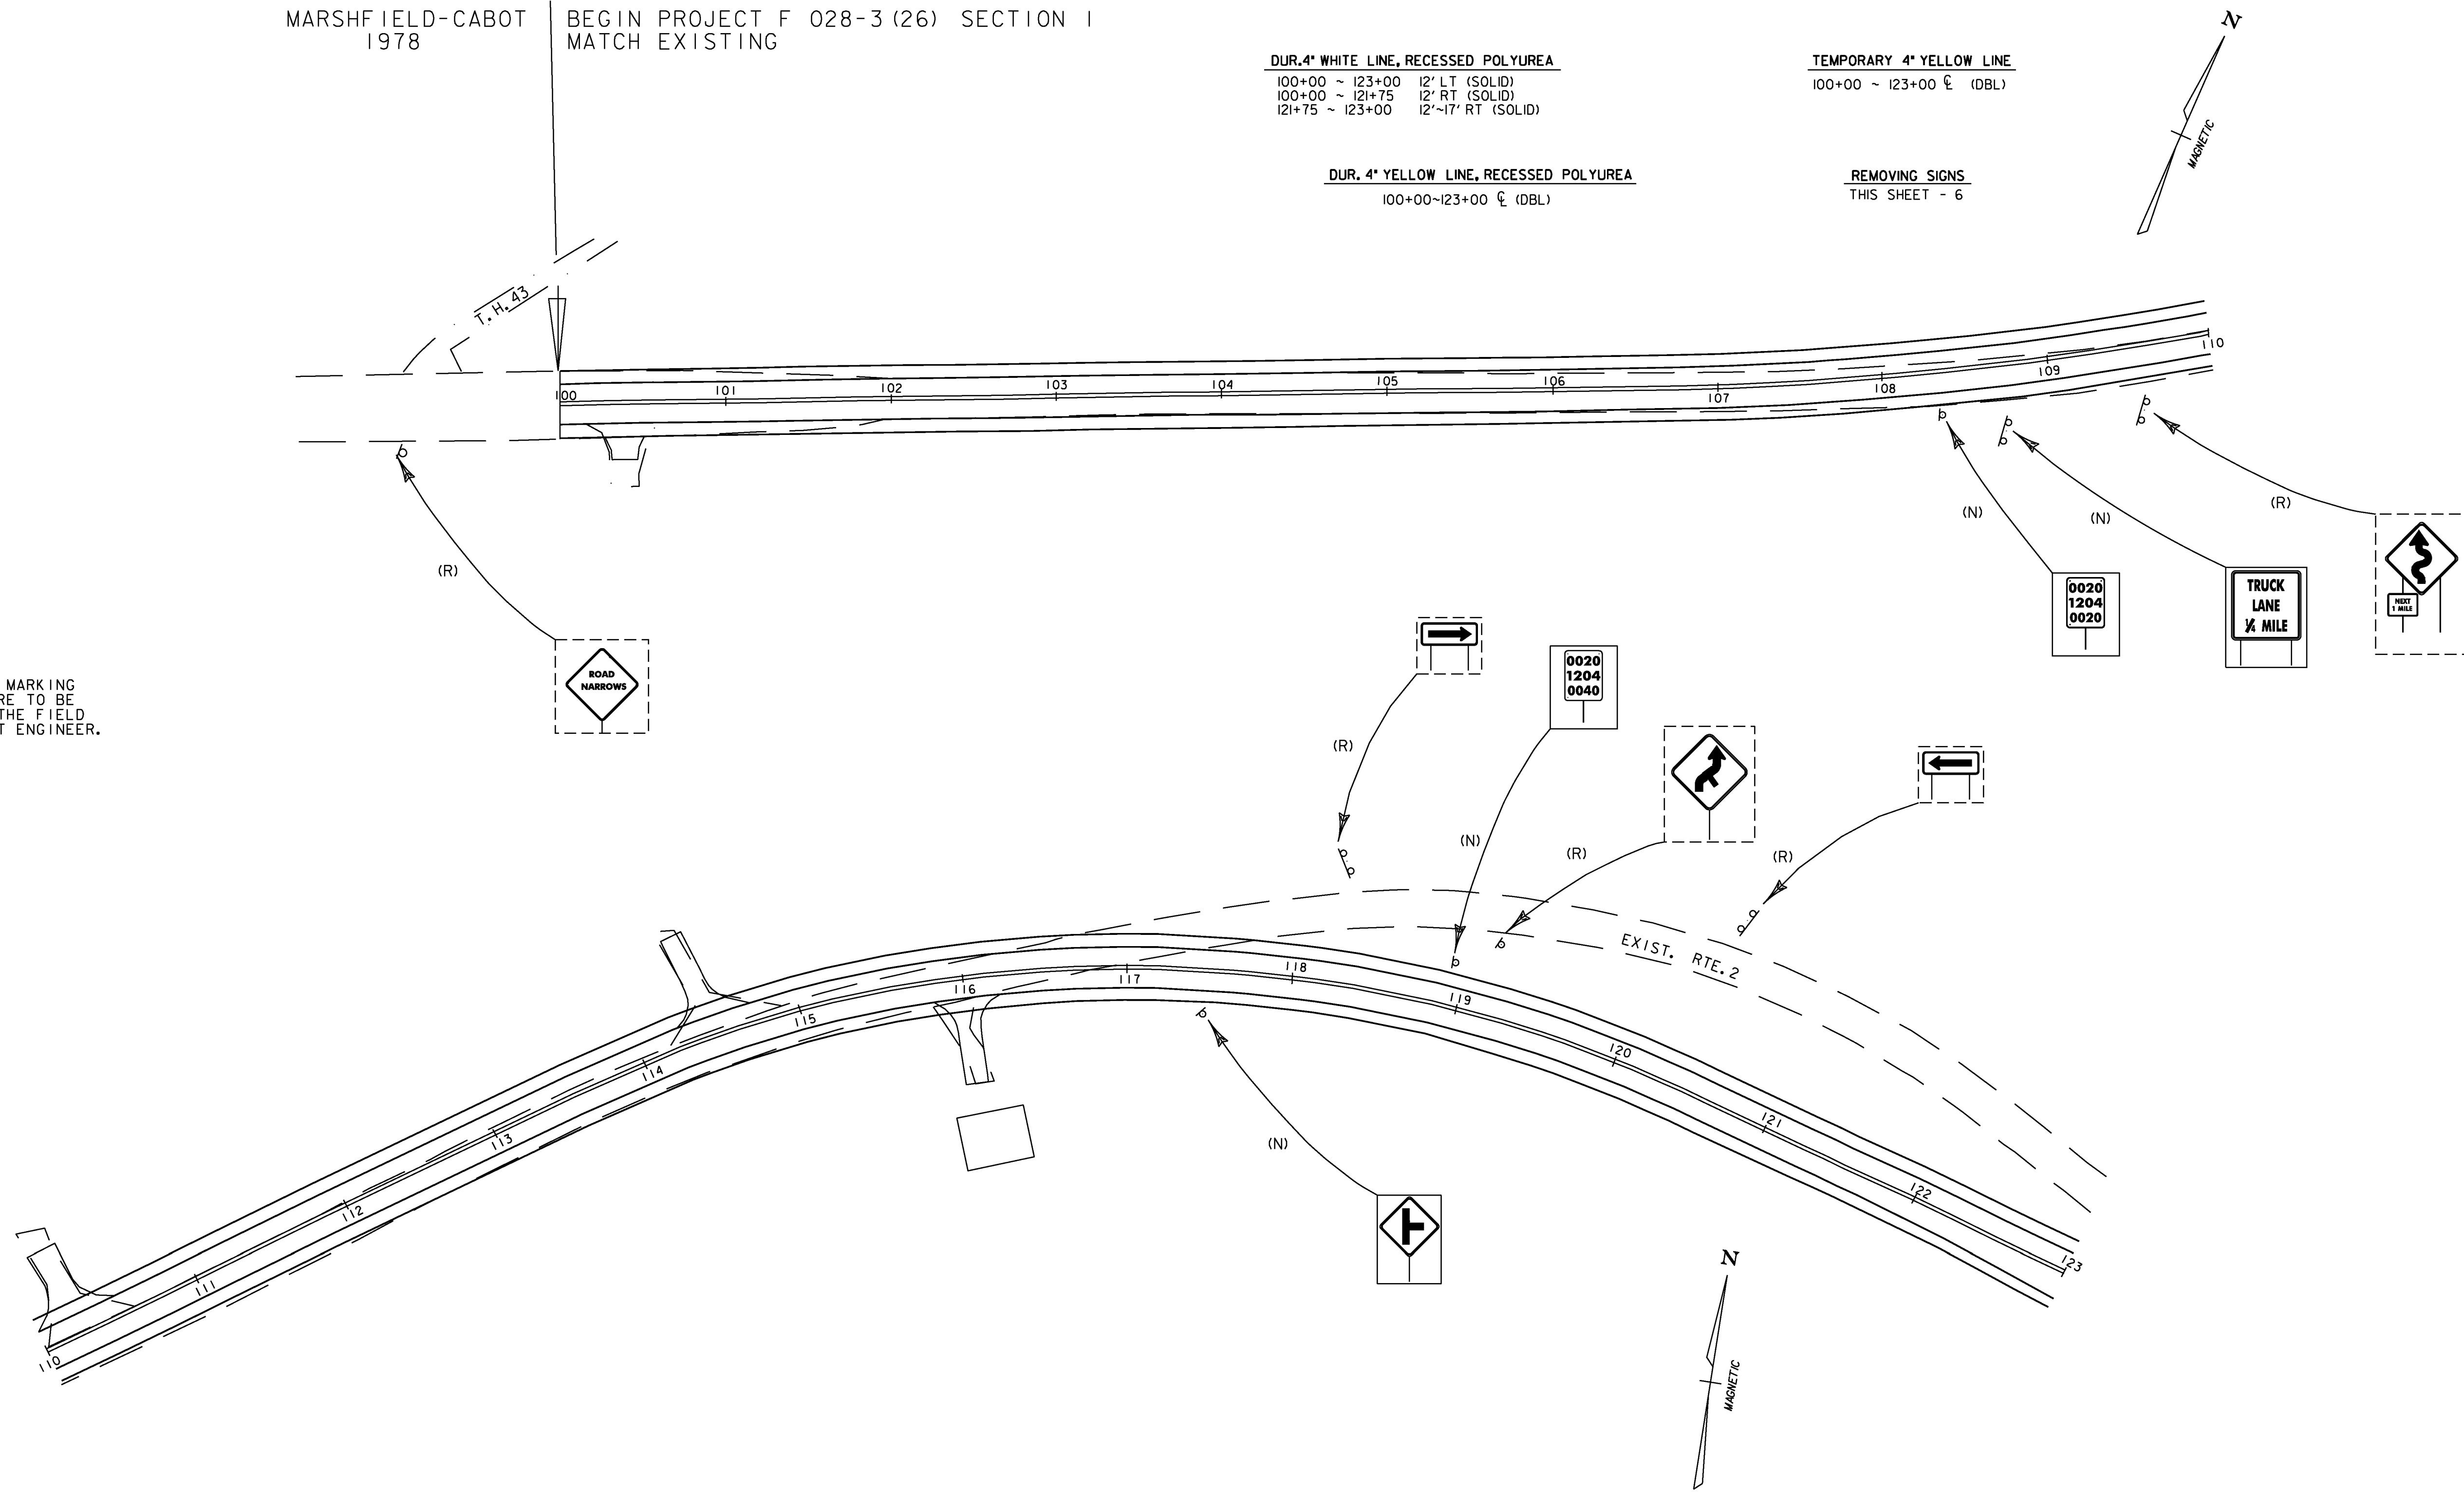 MARSHFIELD-CABOT
1978
BEGIN PROJECT F 028-3(26) SECTION 1
MATCH EXISTING
DUR.4" WHITE LINE, RECESSED POLYUREA
100+00 ~ 123+00 12' LT (SOLID)
100+00 ~ 121+75 12' RT (SOLID)
121+75 ~ 123+00 12'~17' RT (SOLID)
TEMPORARY 4" YELLOW LINE
100+00 ~ 123+00 ℄ (DBL)
DUR. 4" YELLOW LINE, RECESSED POLYUREA
100+00~123+00 ℄ (DBL)
REMOVING SIGNS
THIS SHEET - 6
N
MAGNETIC
T.H. 43
100
101
102
103
104
105
106
107
108
109
110
(R)
(N)
(N)
(R)
ROAD
NARROWS
0020
1204
0020
TRUCK
LANE
¼ MILE
NEXT
1 MILE
MARKING
RE TO BE
THE FIELD
T ENGINEER.
0020
1204
0040
(R)
(N)
(R)
(R)
EXIST. RTE. 2
110
111
112
113
114
115
116
117
118
119
120
121
122
123
(N)
N
MAGNETIC